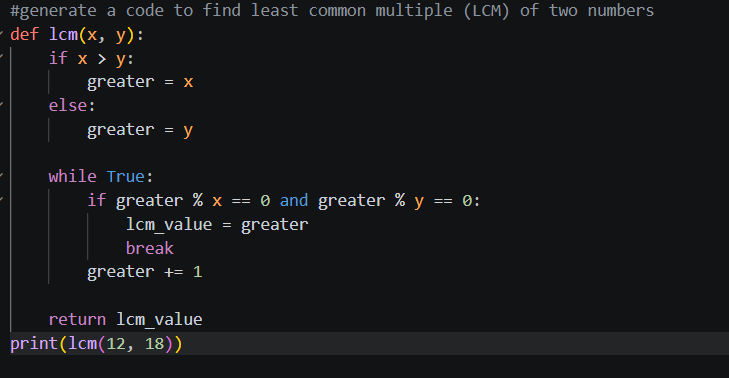 #generate a code to find least common multiple (LCM) of two numbers
def lcm(x, y):
    if x > y:
        greater = x
    else:
        greater = y

    while True:
        if greater % x == 0 and greater % y == 0:
            lcm_value = greater
            break
        greater += 1

    return lcm_value
print(lcm(12, 18))